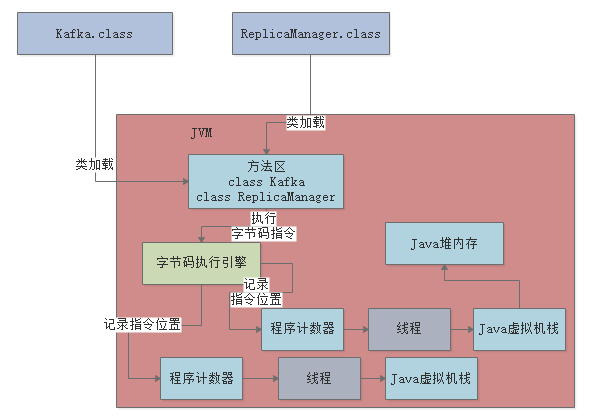 Kafka.class
ReplicaManager.class
JVM
类加载
类加载
方法区
class Kafka
class ReplicaManager
执行
字节码指令
Java堆内存
字节码执行引擎
记录
指令位置
记录指令位置
程序计数器
线程
Java虚拟机栈
程序计数器
线程
Java虚拟机栈